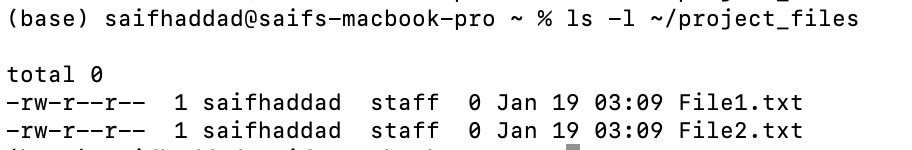 (base) saifhaddad@saifs-macbook-pro ~ % ls -l ~/project_files
total 0
-rw-r--r--  1 saifhaddad  staff  0 Jan 19 03:09 File1.txt
-rw-r--r--  1 saifhaddad  staff  0 Jan 19 03:09 File2.txt